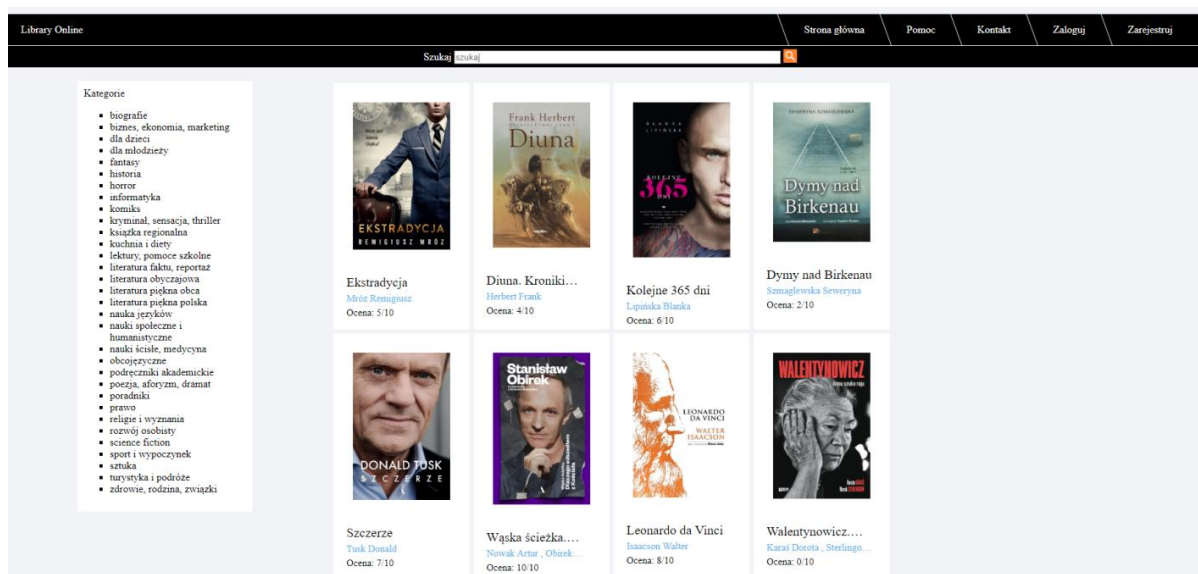 Library Online
Strona główna
Pomoc
Kontakt
Zaloguj
Zarejestruj
Szukaj szukaj
Kategorie
biografie
biznes, ekonomia, marketing
dla dzieci
dla młodzieży
fantasy
historia
horror
informatyka
komiks
kryminał, sensacja, thriller
książka regionalna
kuchnia i diety
lektury, pomoce szkolne
literatura faktu, reportaż
literatura obyczajowa
literatura piękna obca
literatura piękna polska
nauka języków
nauki społeczne i
humanistyczne
nauki ścisłe, medycyna
obcojęzyczne
podręczniki akademickie
poezja, aforyzm, dramat
poradniki
prawo
religie i wyznania
rozwój osobisty
science fiction
sport i wypoczynek
sztuka
turystyka i podróże
zdrowie, rodzina, związki
EKSTRADYCJA
REMIGIUSZ MRÓZ
Ekstradycja
Mróz Remigiusz
Ocena: 5/10
Frank Herbert
Diuna
Diuna. Kroniki…
Herbert Frank
Ocena: 4/10
BLANKA
LIPIŃSKA
KOLEJNE
365
DNI
Kolejne 365 dni
Lipińska Blanka
Ocena: 6/10
SEWERYNA SZMAGLEWSKA
Dymy nad
Birkenau
Dymy nad Birkenau
Szmaglewska Seweryna
Ocena: 2/10
DONALD TUSK
SZCZERZE
Szczerze
Tusk Donald
Ocena: 7/10
Stanisław
Obirek
Wąska ścieżka.…
Nowak Artur , Obirek…
Ocena: 10/10
LEONARDO
DA VINCI
WALTER
ISAACSON
Leonardo da Vinci
Isaacson Walter
Ocena: 8/10
WALENTYNOWICZ
Anna szuka raju
Walentynowicz.…
Karaś Dorota , Sterlingo…
Ocena: 0/10